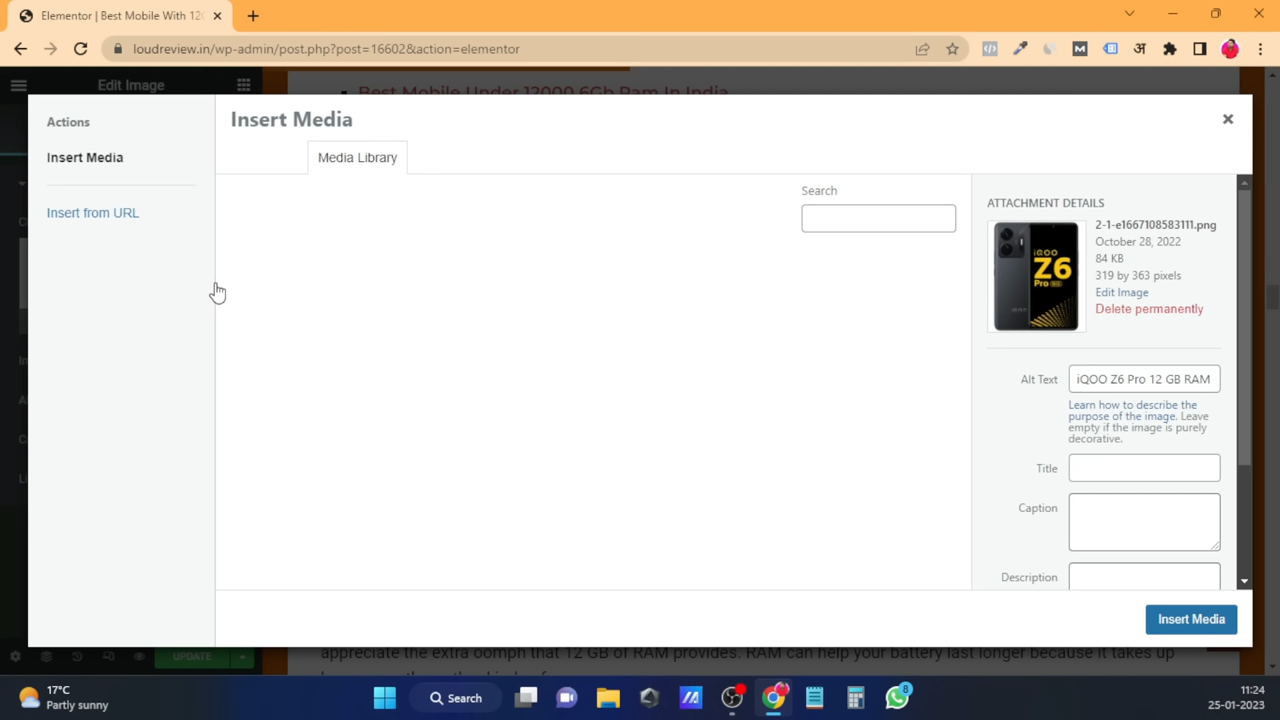 Elementor | Best Mobile With 12G
loudreview.in/wp-admin/post.php?post=16602&action=elementor
Edit Image
Best Mobile Under 12000 6Gb Ram In India
Actions
Insert Media
Insert from URL
Insert Media
Media Library
Search
ATTACHMENT DETAILS
2-1-e1667108583111.png
October 28, 2022
84 KB
319 by 363 pixels
Edit Image
Delete permanently
iQOO
Z6
Pro 5G
Alt Text
iQOO Z6 Pro 12 GB RAM
Learn how to describe the
purpose of the image. Leave
empty if the image is purely
decorative.
Title
Caption
Description
Insert Media
UPDATE
appreciate the extra oomph that 12 GB of RAM provides. RAM can help your battery last longer because it takes up
17°C
Partly sunny
Search
8
11:24
25-01-2023